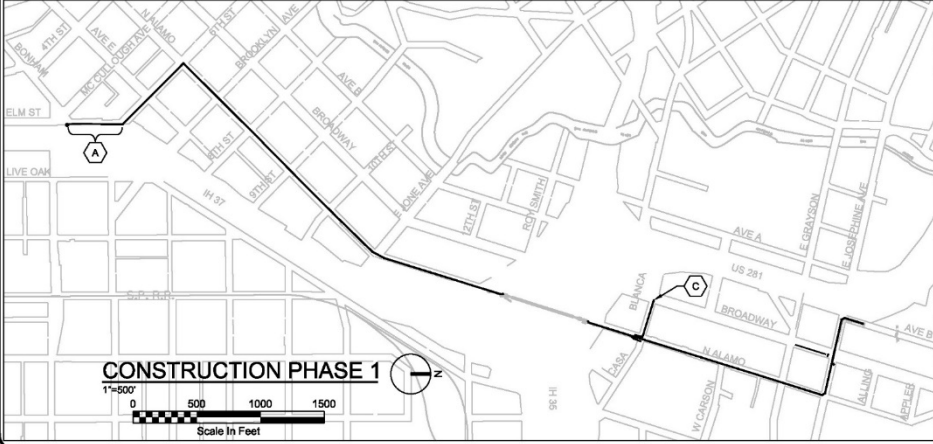 BONHAM
4TH ST
AVE E
MC CULLOUGH AVE
N ALAMO
6TH ST
BROOKLYN AVE
AVE B
BROADWAY
ELM ST
A
8TH ST
9TH ST
10TH ST
LIVE OAK
IH 37
E JONES AVE
12TH ST
ROY SMITH
AVE A
E GRAYSON
E JOSEPHINE AVE
US 281
S.P. R.R.
BLANCA
C
BROADWAY
AVE B
CASA
N ALAMO
W CARSON
ALLING
APPLER
IH 35
CONSTRUCTION PHASE 1
N
1"=500'
0 500 1000 1500
Scale In Feet